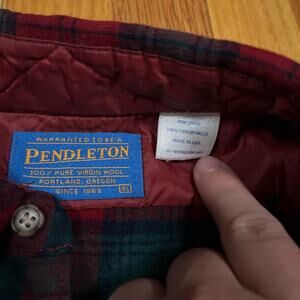 WARRANTED TO BE A
PENDLETON
100% PURE VIRGIN WOOL
PORTLAND, OREGON
SINCE 1863 XL
100% VIRGIN WOOL
MADE IN USA